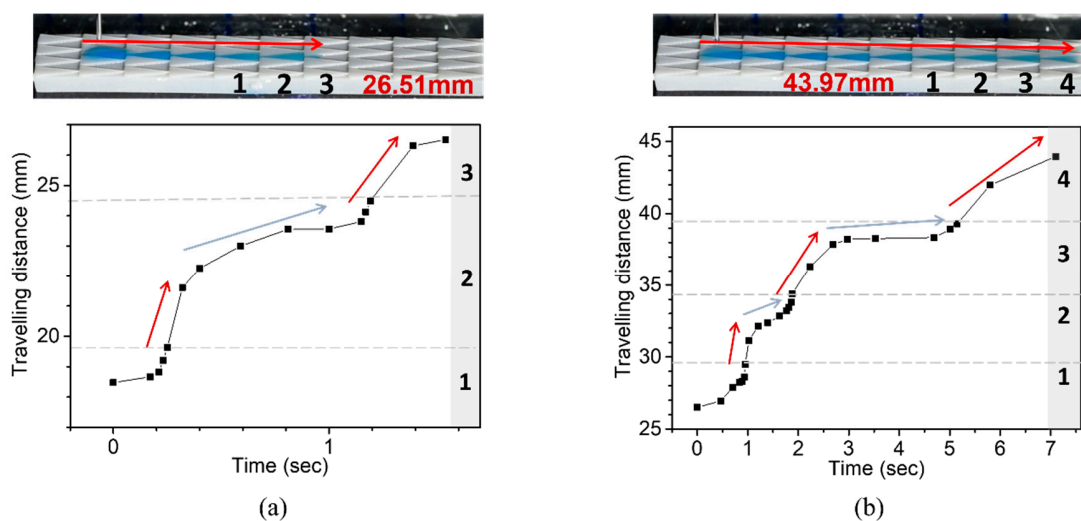 1 2 3 26.51mm
25
20
Travelling distance (mm)
3
2
1
0 1
Time (sec)
(a)
43.97mm 1 2 3 4
45
40
35
30
25
Travelling distance (mm)
4
3
2
1
0 1 2 3 4 5 6 7
Time (sec)
(b)